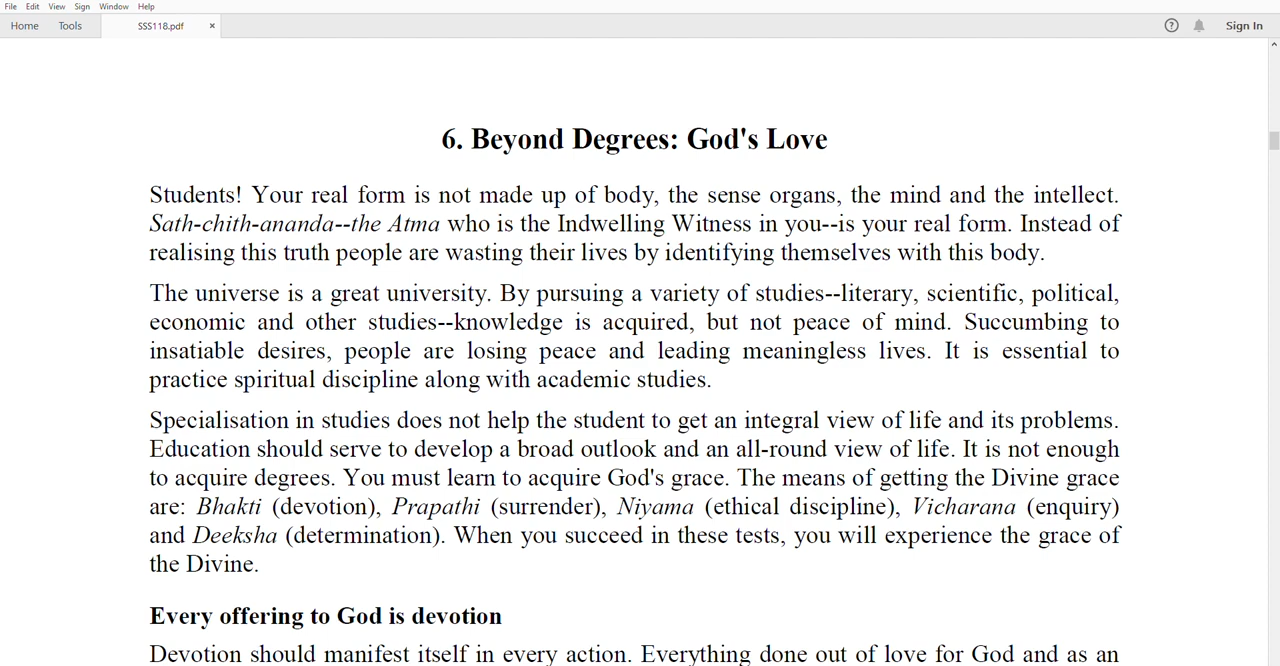 File Edit View Sign Window Help
Home Tools SSS118.pdf × ? Sign In
6. Beyond Degrees: God's Love
Students! Your real form is not made up of body, the sense organs, the mind and the intellect.
Sath-chith-ananda--the Atma who is the Indwelling Witness in you--is your real form. Instead of
realising this truth people are wasting their lives by identifying themselves with this body.
The universe is a great university. By pursuing a variety of studies--literary, scientific, political,
economic and other studies--knowledge is acquired, but not peace of mind. Succumbing to
insatiable desires, people are losing peace and leading meaningless lives. It is essential to
practice spiritual discipline along with academic studies.
Specialisation in studies does not help the student to get an integral view of life and its problems.
Education should serve to develop a broad outlook and an all-round view of life. It is not enough
to acquire degrees. You must learn to acquire God's grace. The means of getting the Divine grace
are: Bhakti (devotion), Prapathi (surrender), Niyama (ethical discipline), Vicharana (enquiry)
and Deeksha (determination). When you succeed in these tests, you will experience the grace of
the Divine.
Every offering to God is devotion
Devotion should manifest itself in every action. Everything done out of love for God and as an